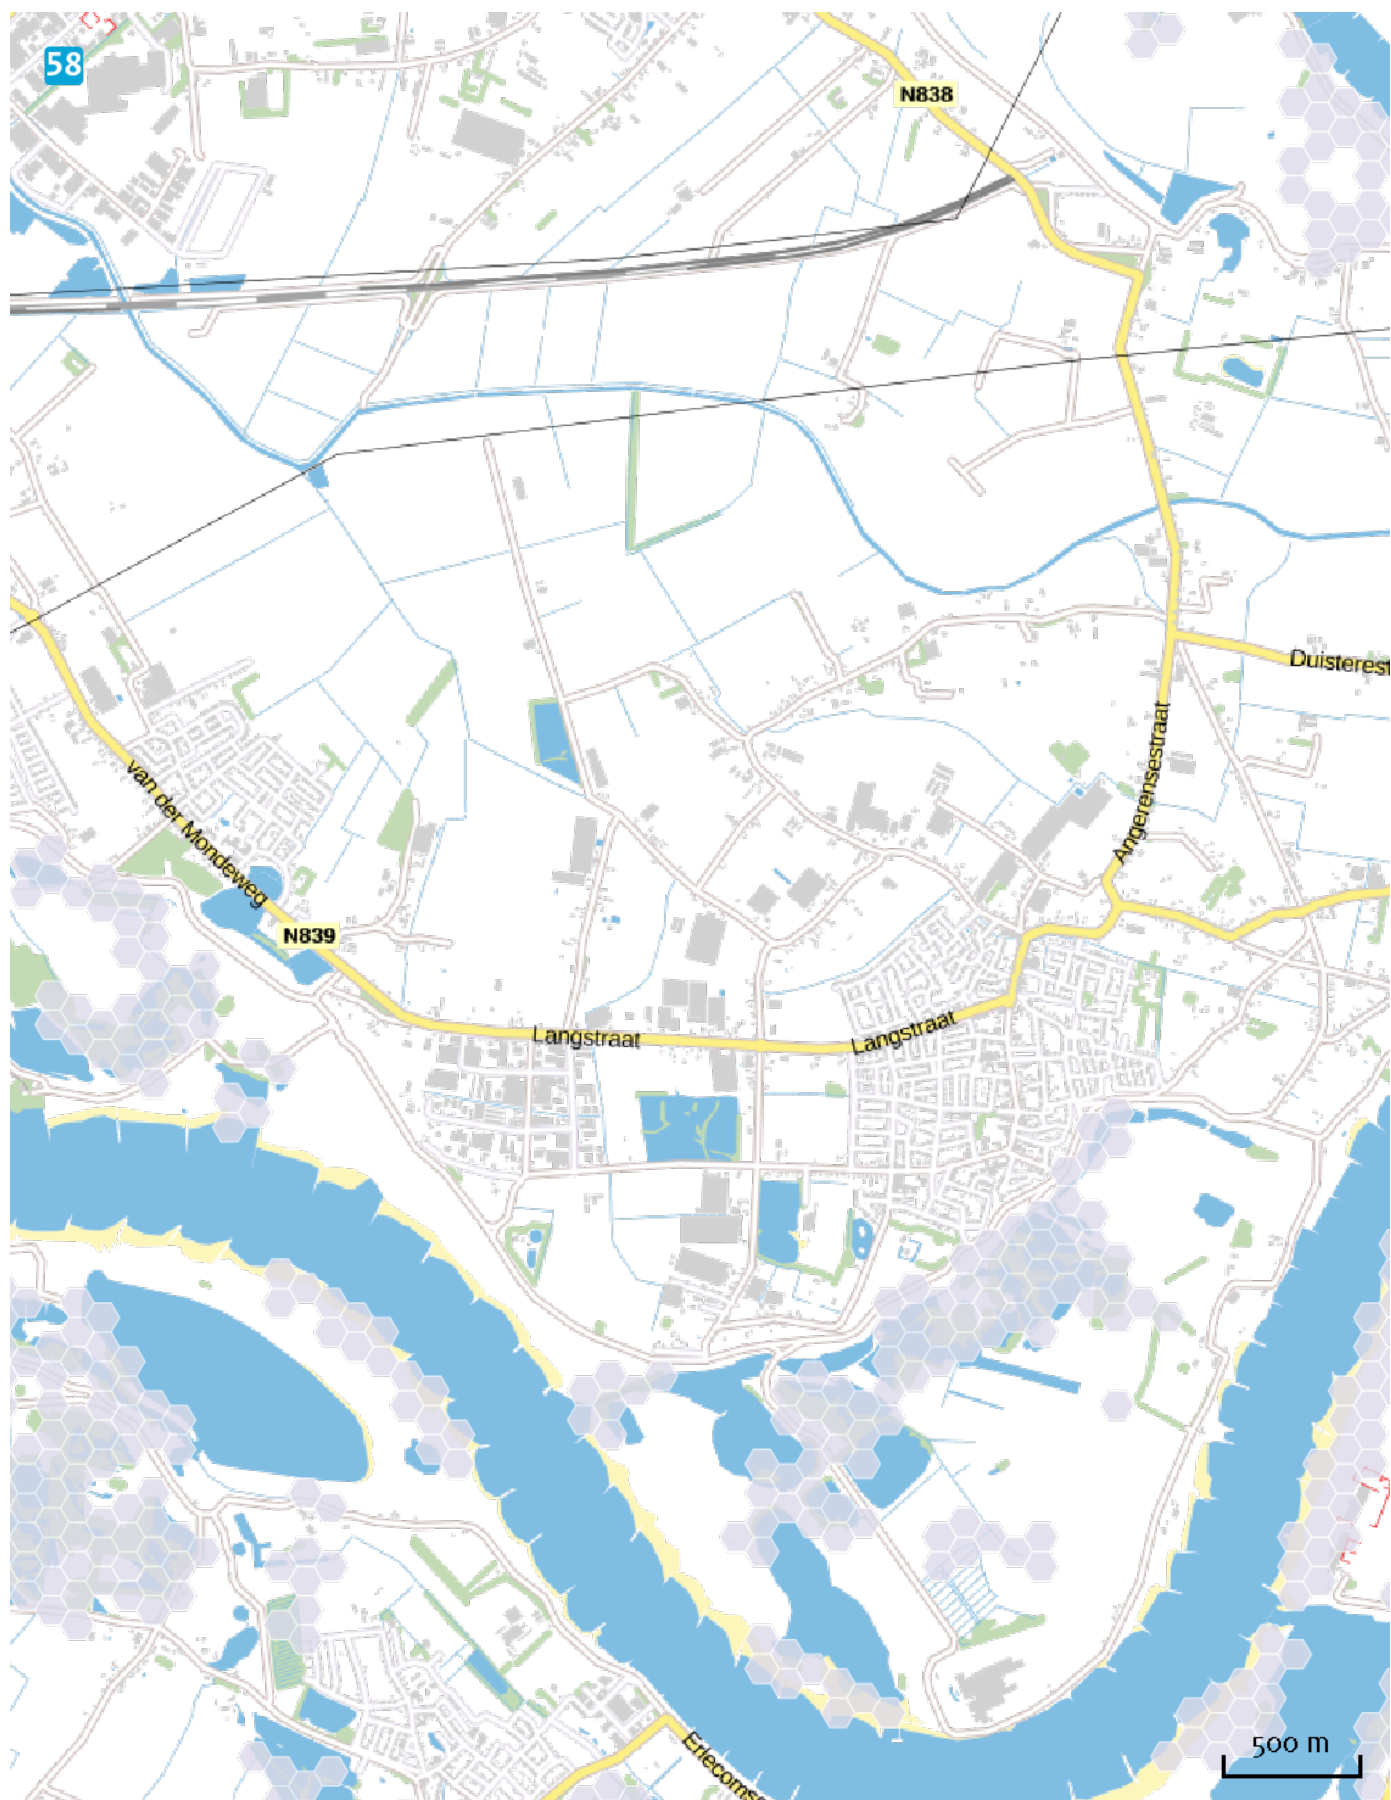 58
N838
Duisterest
Angerensestraat
van der Mondeweg
N839
Langstraat
Langstraat
Erlecoms
500 m